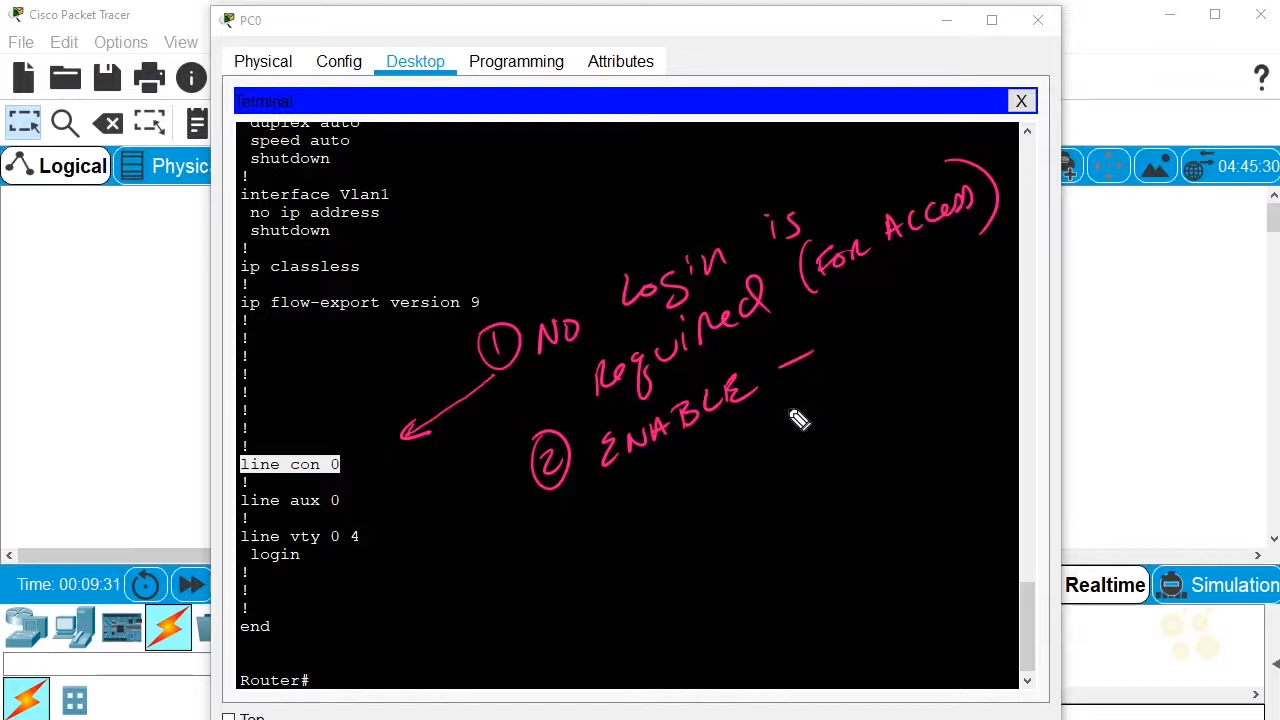 Cisco Packet Tracer
PC0
File Edit Options View
Physical Config Desktop Programming Attributes
Terminal
X
duplex auto
speed auto
shutdown
!
interface Vlan1
no ip address
shutdown
!
ip classless
!
ip flow-export version 9
!
!
!
!
!
!
!
!
line con 0
!
line aux 0
!
line vty 0 4
login
!
!
!
end
Router#
① NO Login is
Required (FOR ACCESS)
② ENABLE —
Logical
Physic
04:45:30
Time: 00:09:31
Realtime
Simulation
Top